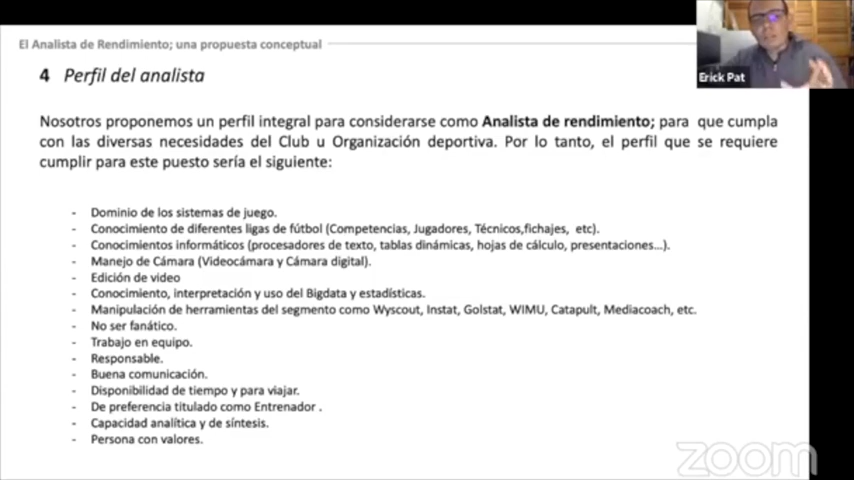 El Analista de Rendimiento; una propuesta conceptual
4 Perfil del analista
Erick Pat
Nosotros proponemos un perfil integral para considerarse como Analista de rendimiento; para que cumpla
con las diversas necesidades del Club u Organización deportiva. Por lo tanto, el perfil que se requiere
cumplir para este puesto sería el siguiente:
- Dominio de los sistemas de juego.
- Conocimiento de diferentes ligas de fútbol (Competencias, Jugadores, Técnicos,fichajes, etc).
- Conocimientos informáticos (procesadores de texto, tablas dinámicas, hojas de cálculo, presentaciones...).
- Manejo de Cámara (Videocámara y Cámara digital).
- Edición de video
- Conocimiento, interpretación y uso del Bigdata y estadísticas.
- Manipulación de herramientas del segmento como Wyscout, Instat, Golstat, WIMU, Catapult, Mediacoach, etc.
- No ser fanático.
- Trabajo en equipo.
- Responsable.
- Buena comunicación.
- Disponibilidad de tiempo y para viajar.
- De preferencia titulado como Entrenador .
- Capacidad analítica y de síntesis.
- Persona con valores.
zoom